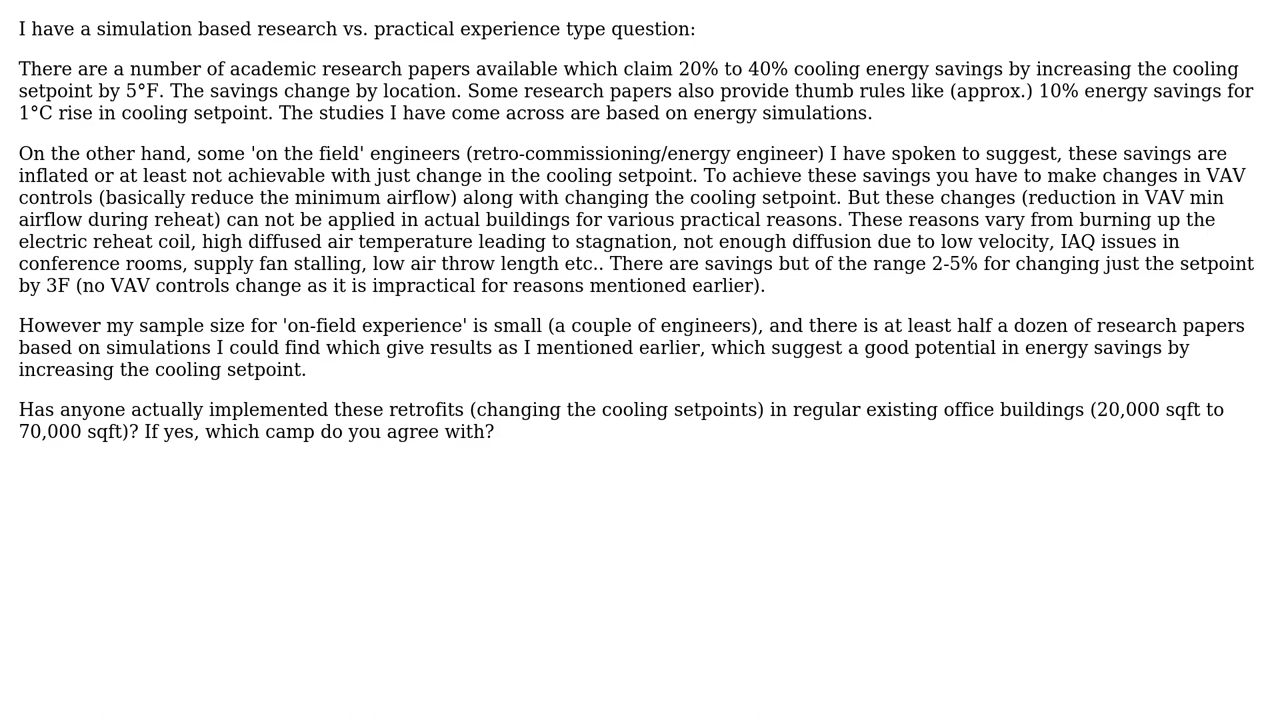 I have a simulation based research vs. practical experience type question:
There are a number of academic research papers available which claim 20% to 40% cooling energy savings by increasing the cooling
setpoint by 5°F. The savings change by location. Some research papers also provide thumb rules like (approx.) 10% energy savings for
1°C rise in cooling setpoint. The studies I have come across are based on energy simulations.
On the other hand, some 'on the field' engineers (retro-commissioning/energy engineer) I have spoken to suggest, these savings are
inflated or at least not achievable with just change in the cooling setpoint. To achieve these savings you have to make changes in VAV
controls (basically reduce the minimum airflow) along with changing the cooling setpoint. But these changes (reduction in VAV min
airflow during reheat) can not be applied in actual buildings for various practical reasons. These reasons vary from burning up the
electric reheat coil, high diffused air temperature leading to stagnation, not enough diffusion due to low velocity, IAQ issues in
conference rooms, supply fan stalling, low air throw length etc.. There are savings but of the range 2-5% for changing just the setpoint
by 3F (no VAV controls change as it is impractical for reasons mentioned earlier).
However my sample size for 'on-field experience' is small (a couple of engineers), and there is at least half a dozen of research papers
based on simulations I could find which give results as I mentioned earlier, which suggest a good potential in energy savings by
increasing the cooling setpoint.
Has anyone actually implemented these retrofits (changing the cooling setpoints) in regular existing office buildings (20,000 sqft to
70,000 sqft)? If yes, which camp do you agree with?